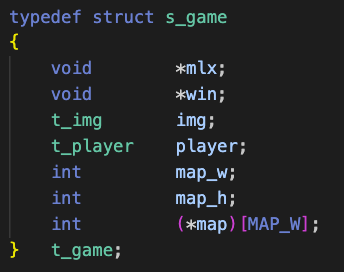 typedef struct s_game
{
    void        *mlx;
    void        *win;
    t_img       img;
    t_player    player;
    int         map_w;
    int         map_h;
    int         (*map)[MAP_W];
}   t_game;